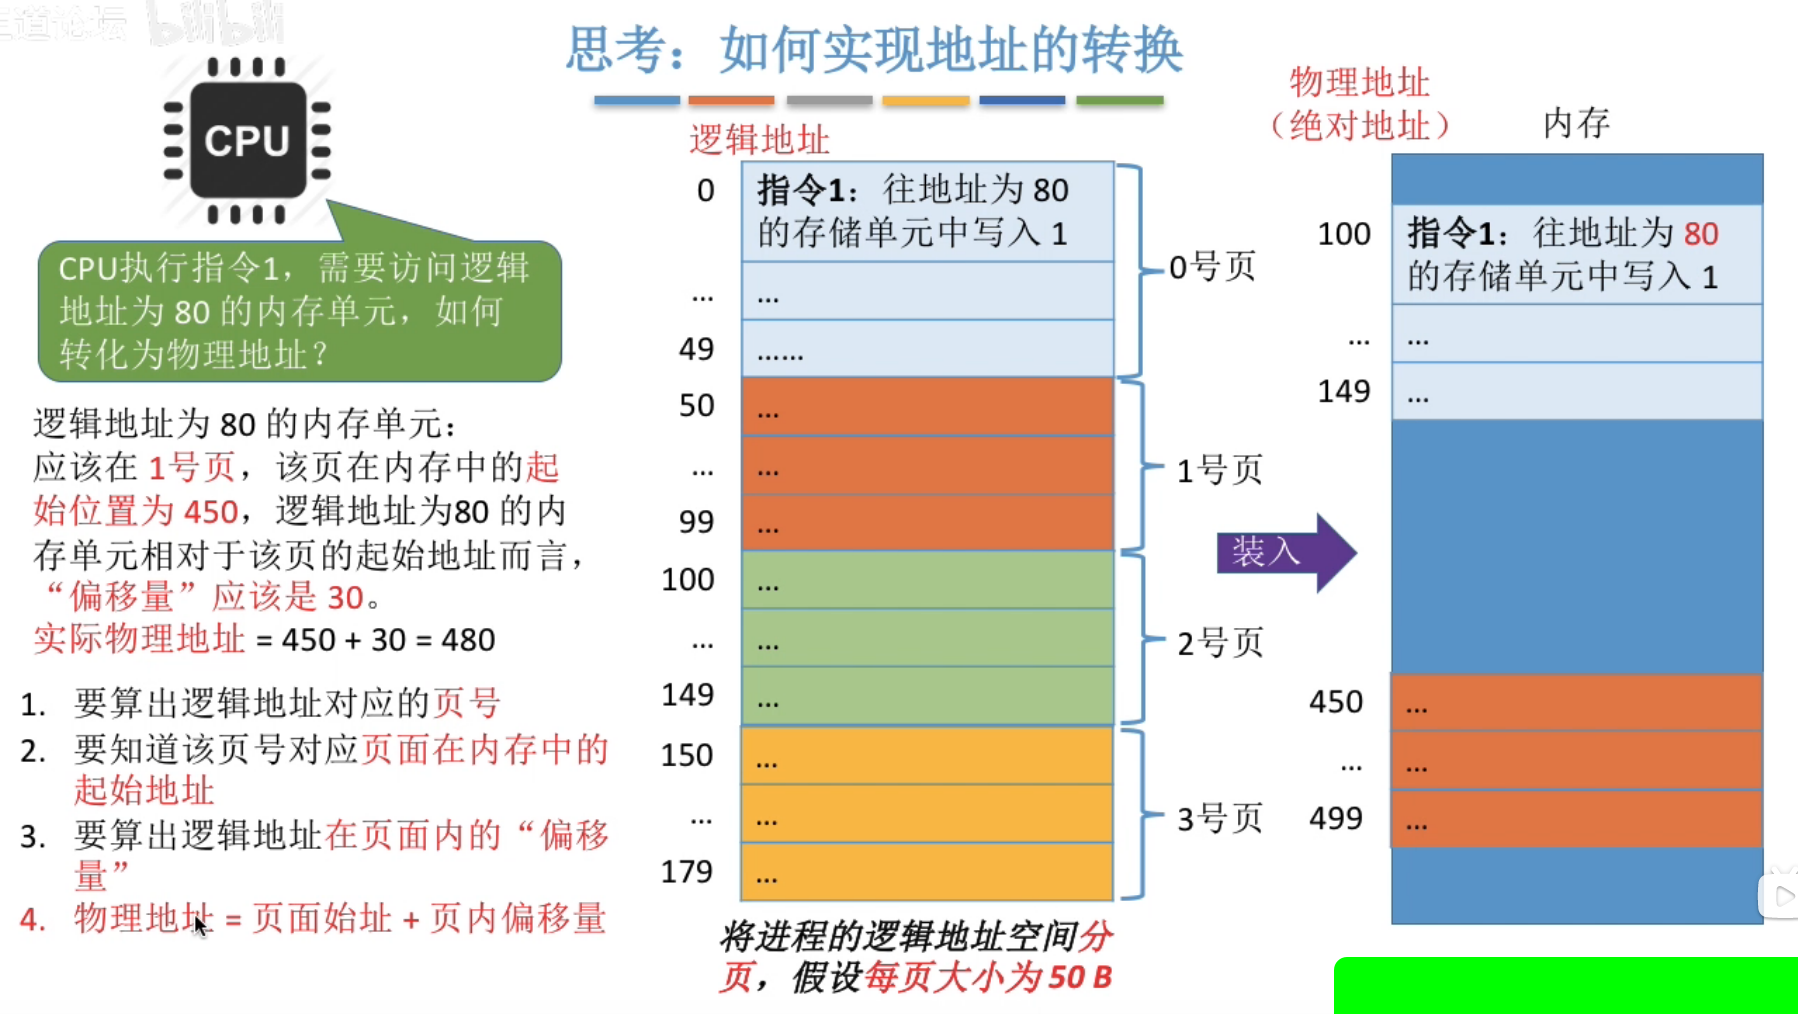 王道论坛 bilibili
思考：如何实现地址的转换
CPU
CPU执行指令1，需要访问逻辑
地址为 80 的内存单元，如何
转化为物理地址？
逻辑地址为 80 的内存单元：
应该在 1号页，该页在内存中的起
始位置为 450，逻辑地址为80 的内
存单元相对于该页的起始地址而言，
“偏移量”应该是 30。
实际物理地址 = 450 + 30 = 480
1. 要算出逻辑地址对应的页号
2. 要知道该页号对应页面在内存中的
起始地址
3. 要算出逻辑地址在页面内的“偏移
量”
4. 物理地址 = 页面始址 + 页内偏移量
逻辑地址
0 指令1：往地址为 80
的存储单元中写入 1
... ...
49 ......
0号页
50 ...
... ...
99 ...
1号页
100 ...
... ...
149 ...
2号页
150 ...
... ...
179 ...
3号页
将进程的逻辑地址空间分
页，假设每页大小为 50 B
装入
物理地址
（绝对地址）
内存
100 指令1：往地址为 80
的存储单元中写入 1
... ...
149 ...
450 ...
... ...
499 ...